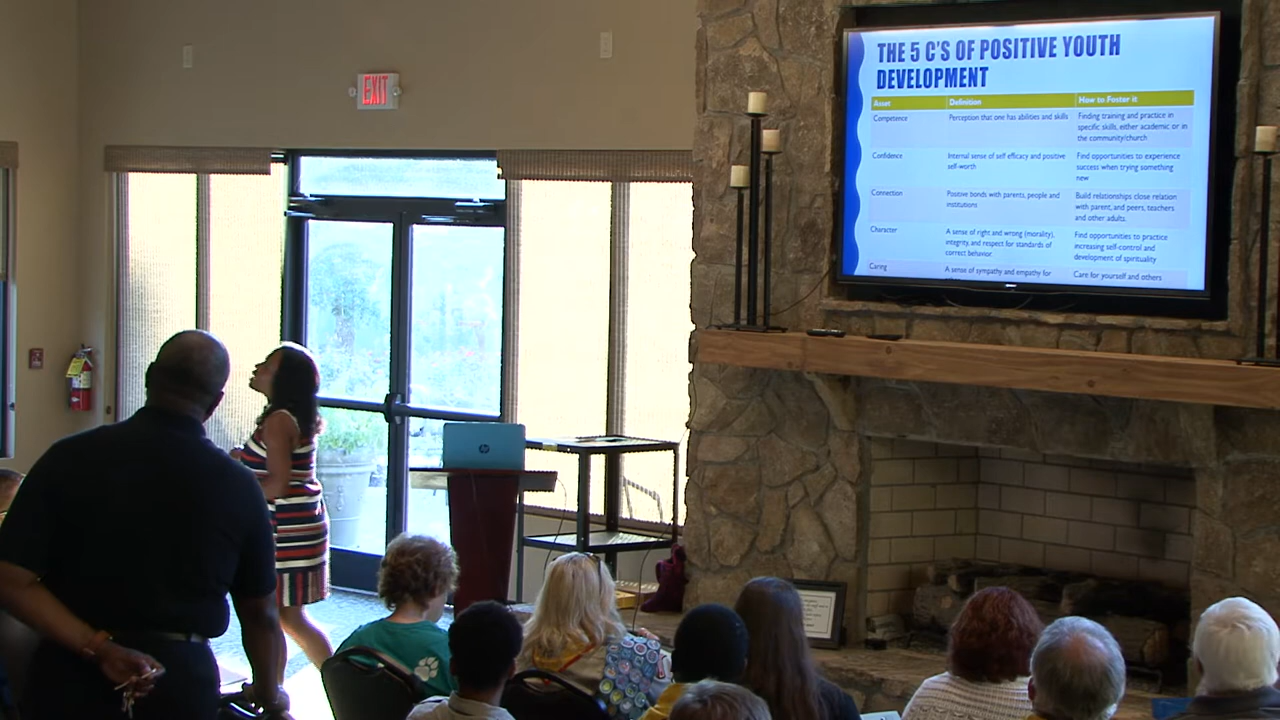 EXIT
THE 5 C'S OF POSITIVE YOUTH
DEVELOPMENT
Asset Definition How to Foster it
Competence Perception that one has abilities and skills Finding training and practice in
specific skills, either academic or in
the community/church
Confidence Internal sense of self efficacy and positive Find opportunities to experience
self-worth success when trying something
new
Connection Positive bonds with parents, people and Build relationships close relation
institutions with parent, and peers, teachers
and other adults.
Character A sense of right and wrong (morality), Find opportunities to practice
integrity, and respect for standards of increasing self-control and
correct behavior. development of spirituality
Caring A sense of sympathy and empathy for Care for yourself and others
hp